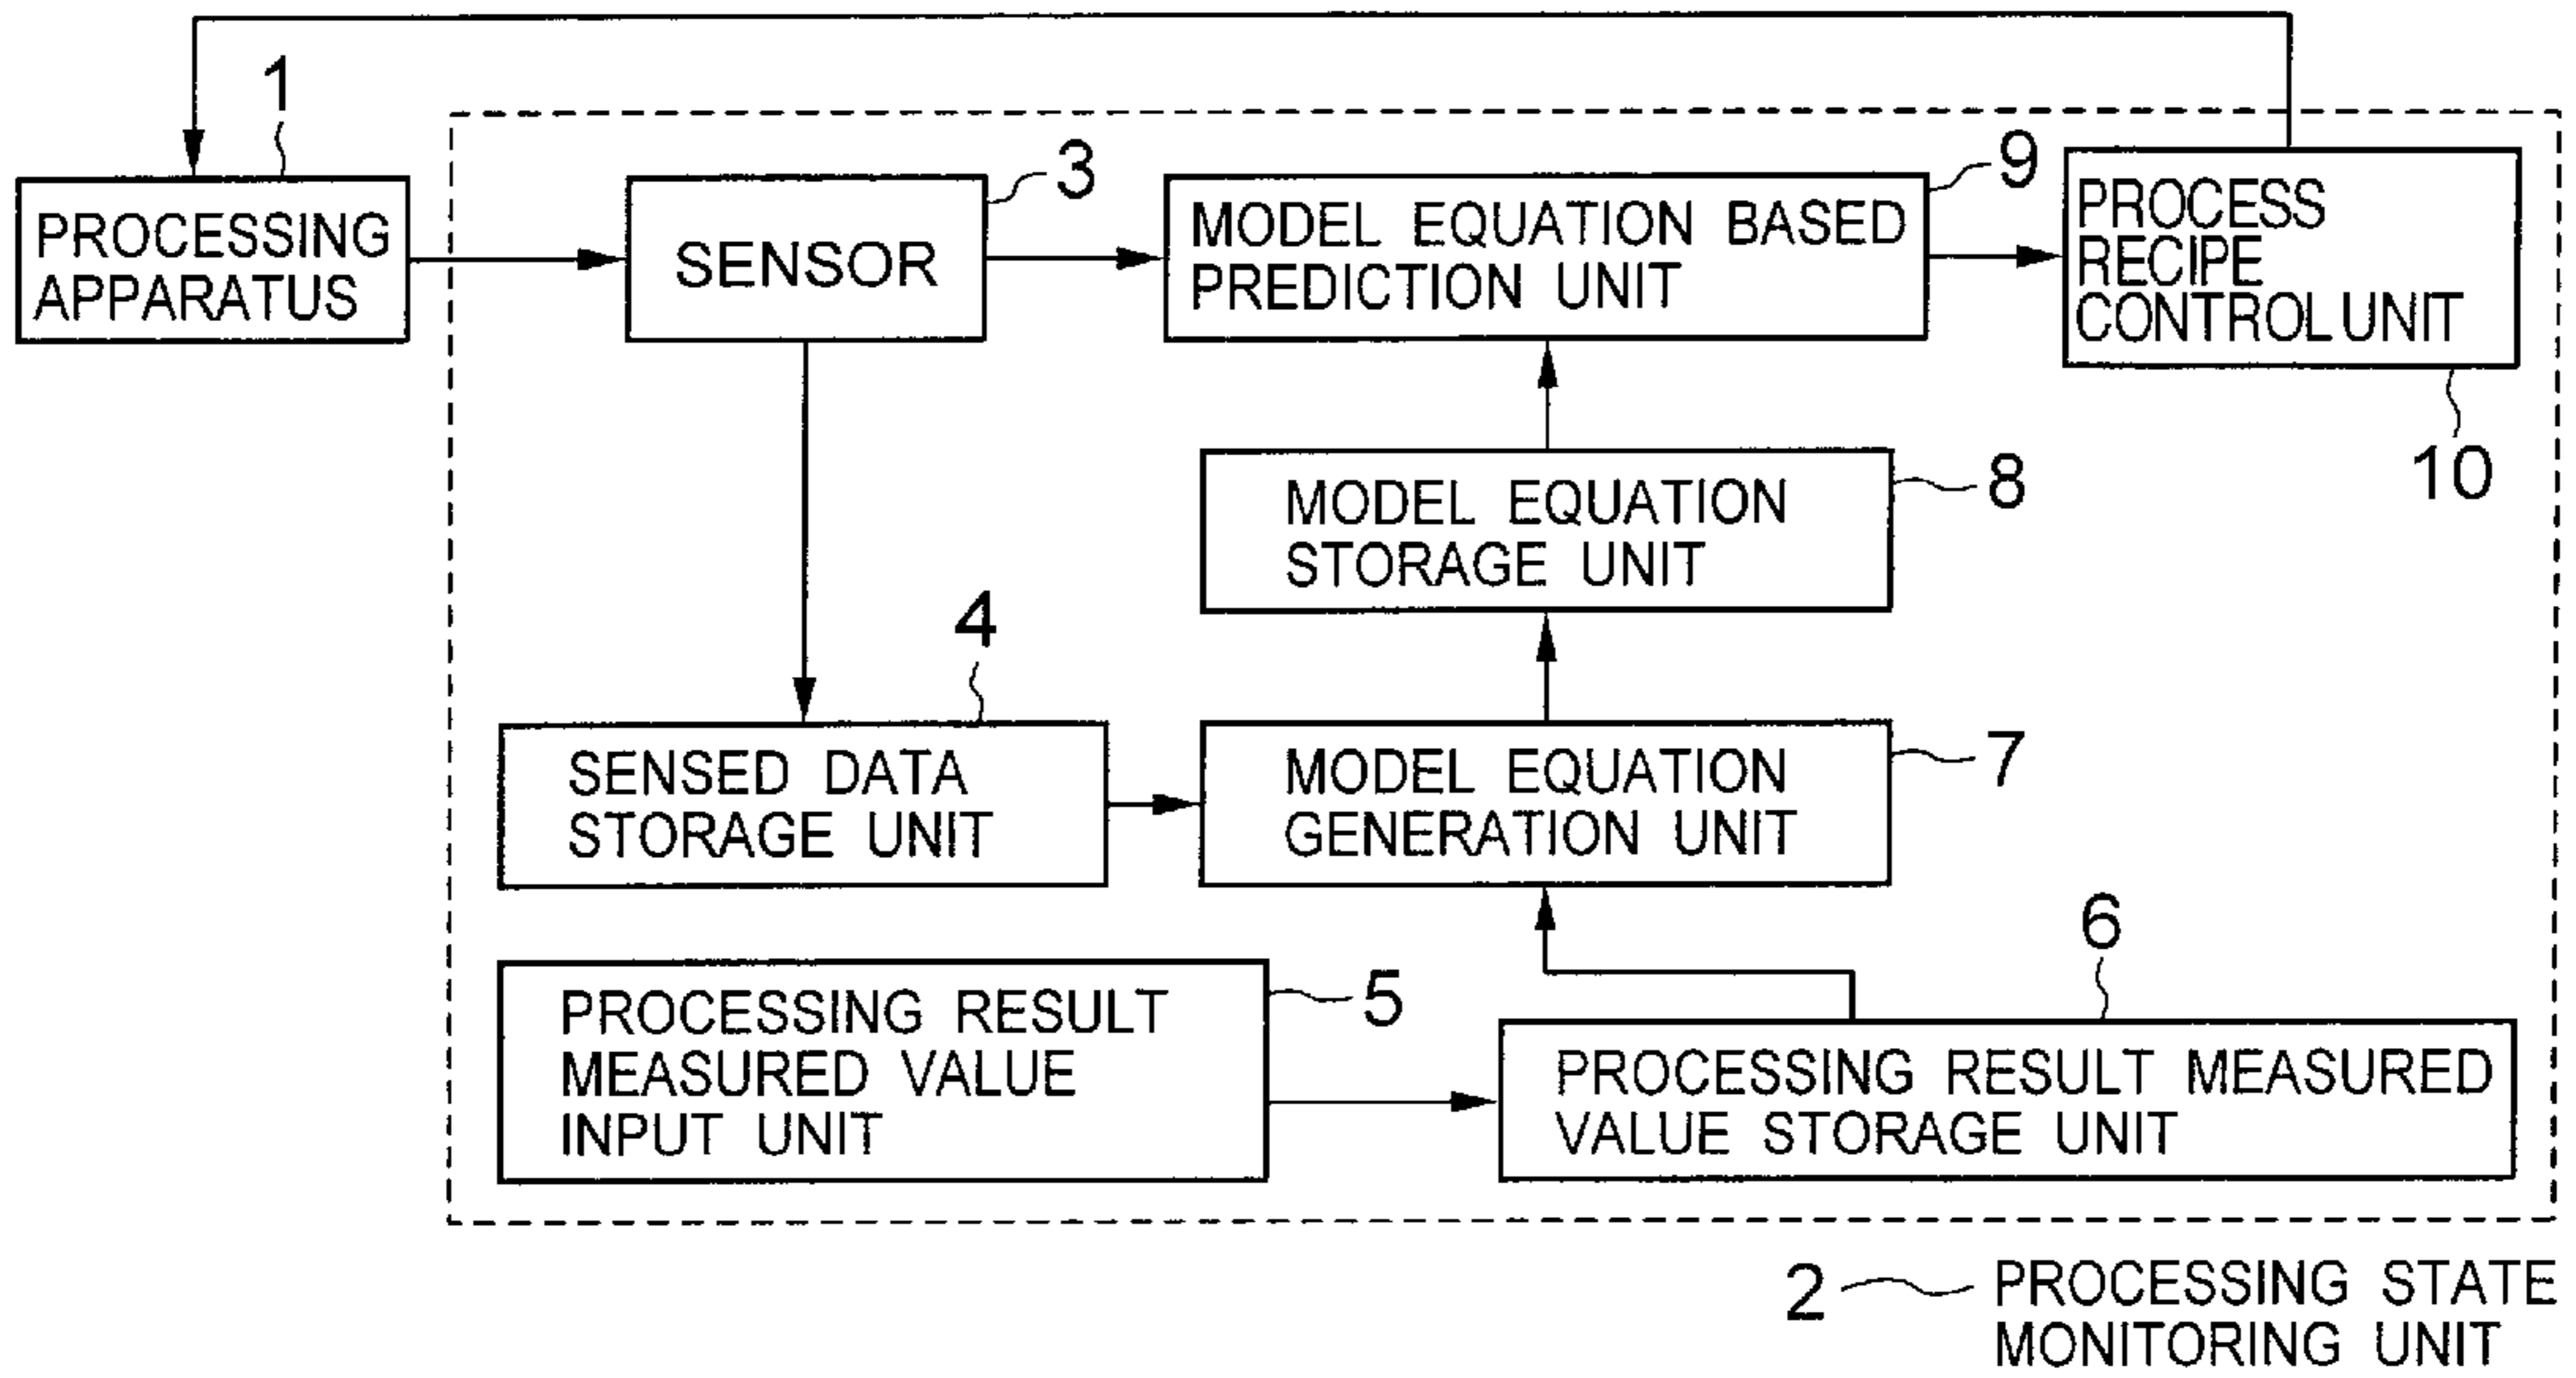 1
PROCESSING
APPARATUS
3
SENSOR
9
MODEL EQUATION BASED
PREDICTION UNIT
PROCESS
RECIPE
CONTROL UNIT
10
8
MODEL EQUATION
STORAGE UNIT
4
SENSED DATA
STORAGE UNIT
7
MODEL EQUATION
GENERATION UNIT
5
PROCESSING RESULT
MEASURED VALUE
INPUT UNIT
6
PROCESSING RESULT MEASURED
VALUE STORAGE UNIT
2 PROCESSING STATE
MONITORING UNIT